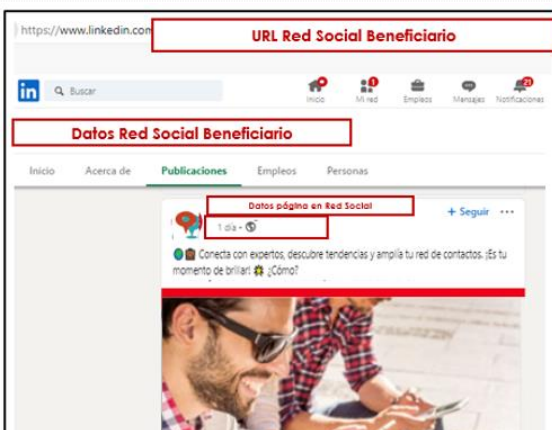 https://www.linkedin.com
URL Red Social Beneficiario
in
Buscar
Inicio
Mi red
Empleos
Mensajes
21
Notificaciones
Datos Red Social Beneficiario
Inicio
Acerca de
Publicaciones
Empleos
Personas
Datos página en Red Social
+ Seguir ···
1 día •
Conecta con expertos, descubre tendencias y amplía tu red de contactos. ¡Es tu
momento de brillar! ¿Cómo?